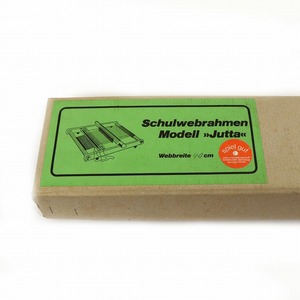 Schulwebrahmen
Modell »Jutta«
Webbreite cm
spiel gut